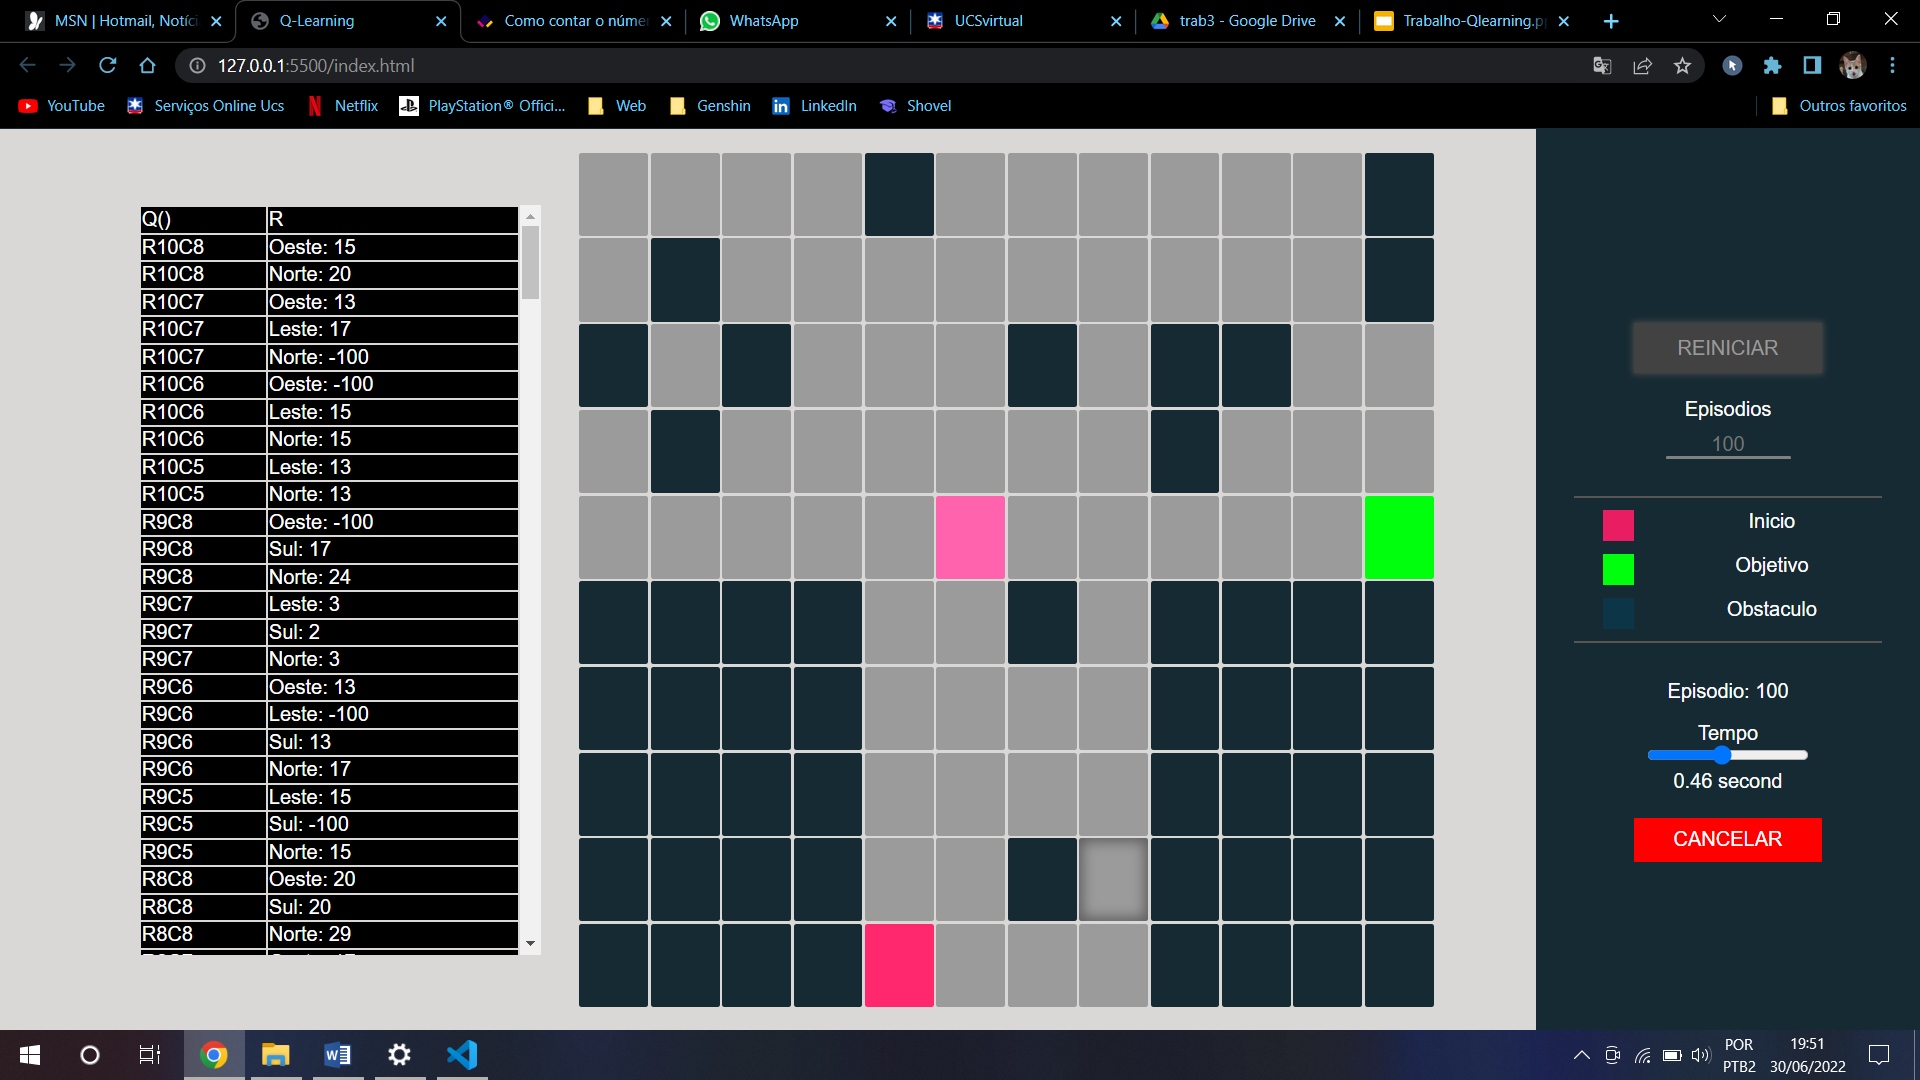 MSN | Hotmail, Notíci
Q-Learning
Como contar o núme
WhatsApp
UCSvirtual
trab3 - Google Drive
Trabalho-Qlearning.p
127.0.0.1:5500/index.html
YouTube
Serviços Online Ucs
Netflix
PlayStation® Offici...
Web
Genshin
LinkedIn
Shovel
Outros favoritos
Q() R
R10C8 Oeste: 15
R10C8 Norte: 20
R10C7 Oeste: 13
R10C7 Leste: 17
R10C7 Norte: -100
R10C6 Oeste: -100
R10C6 Leste: 15
R10C6 Norte: 15
R10C5 Leste: 13
R10C5 Norte: 13
R9C8 Oeste: -100
R9C8 Sul: 17
R9C8 Norte: 24
R9C7 Leste: 3
R9C7 Sul: 2
R9C7 Norte: 3
R9C6 Oeste: 13
R9C6 Leste: -100
R9C6 Sul: 13
R9C6 Norte: 17
R9C5 Leste: 15
R9C5 Sul: -100
R9C5 Norte: 15
R8C8 Oeste: 20
R8C8 Sul: 20
R8C8 Norte: 29
REINICIAR
Episodios
100
Inicio
Objetivo
Obstaculo
Episodio: 100
Tempo
0.46 second
CANCELAR
POR
PTB2
19:51
30/06/2022